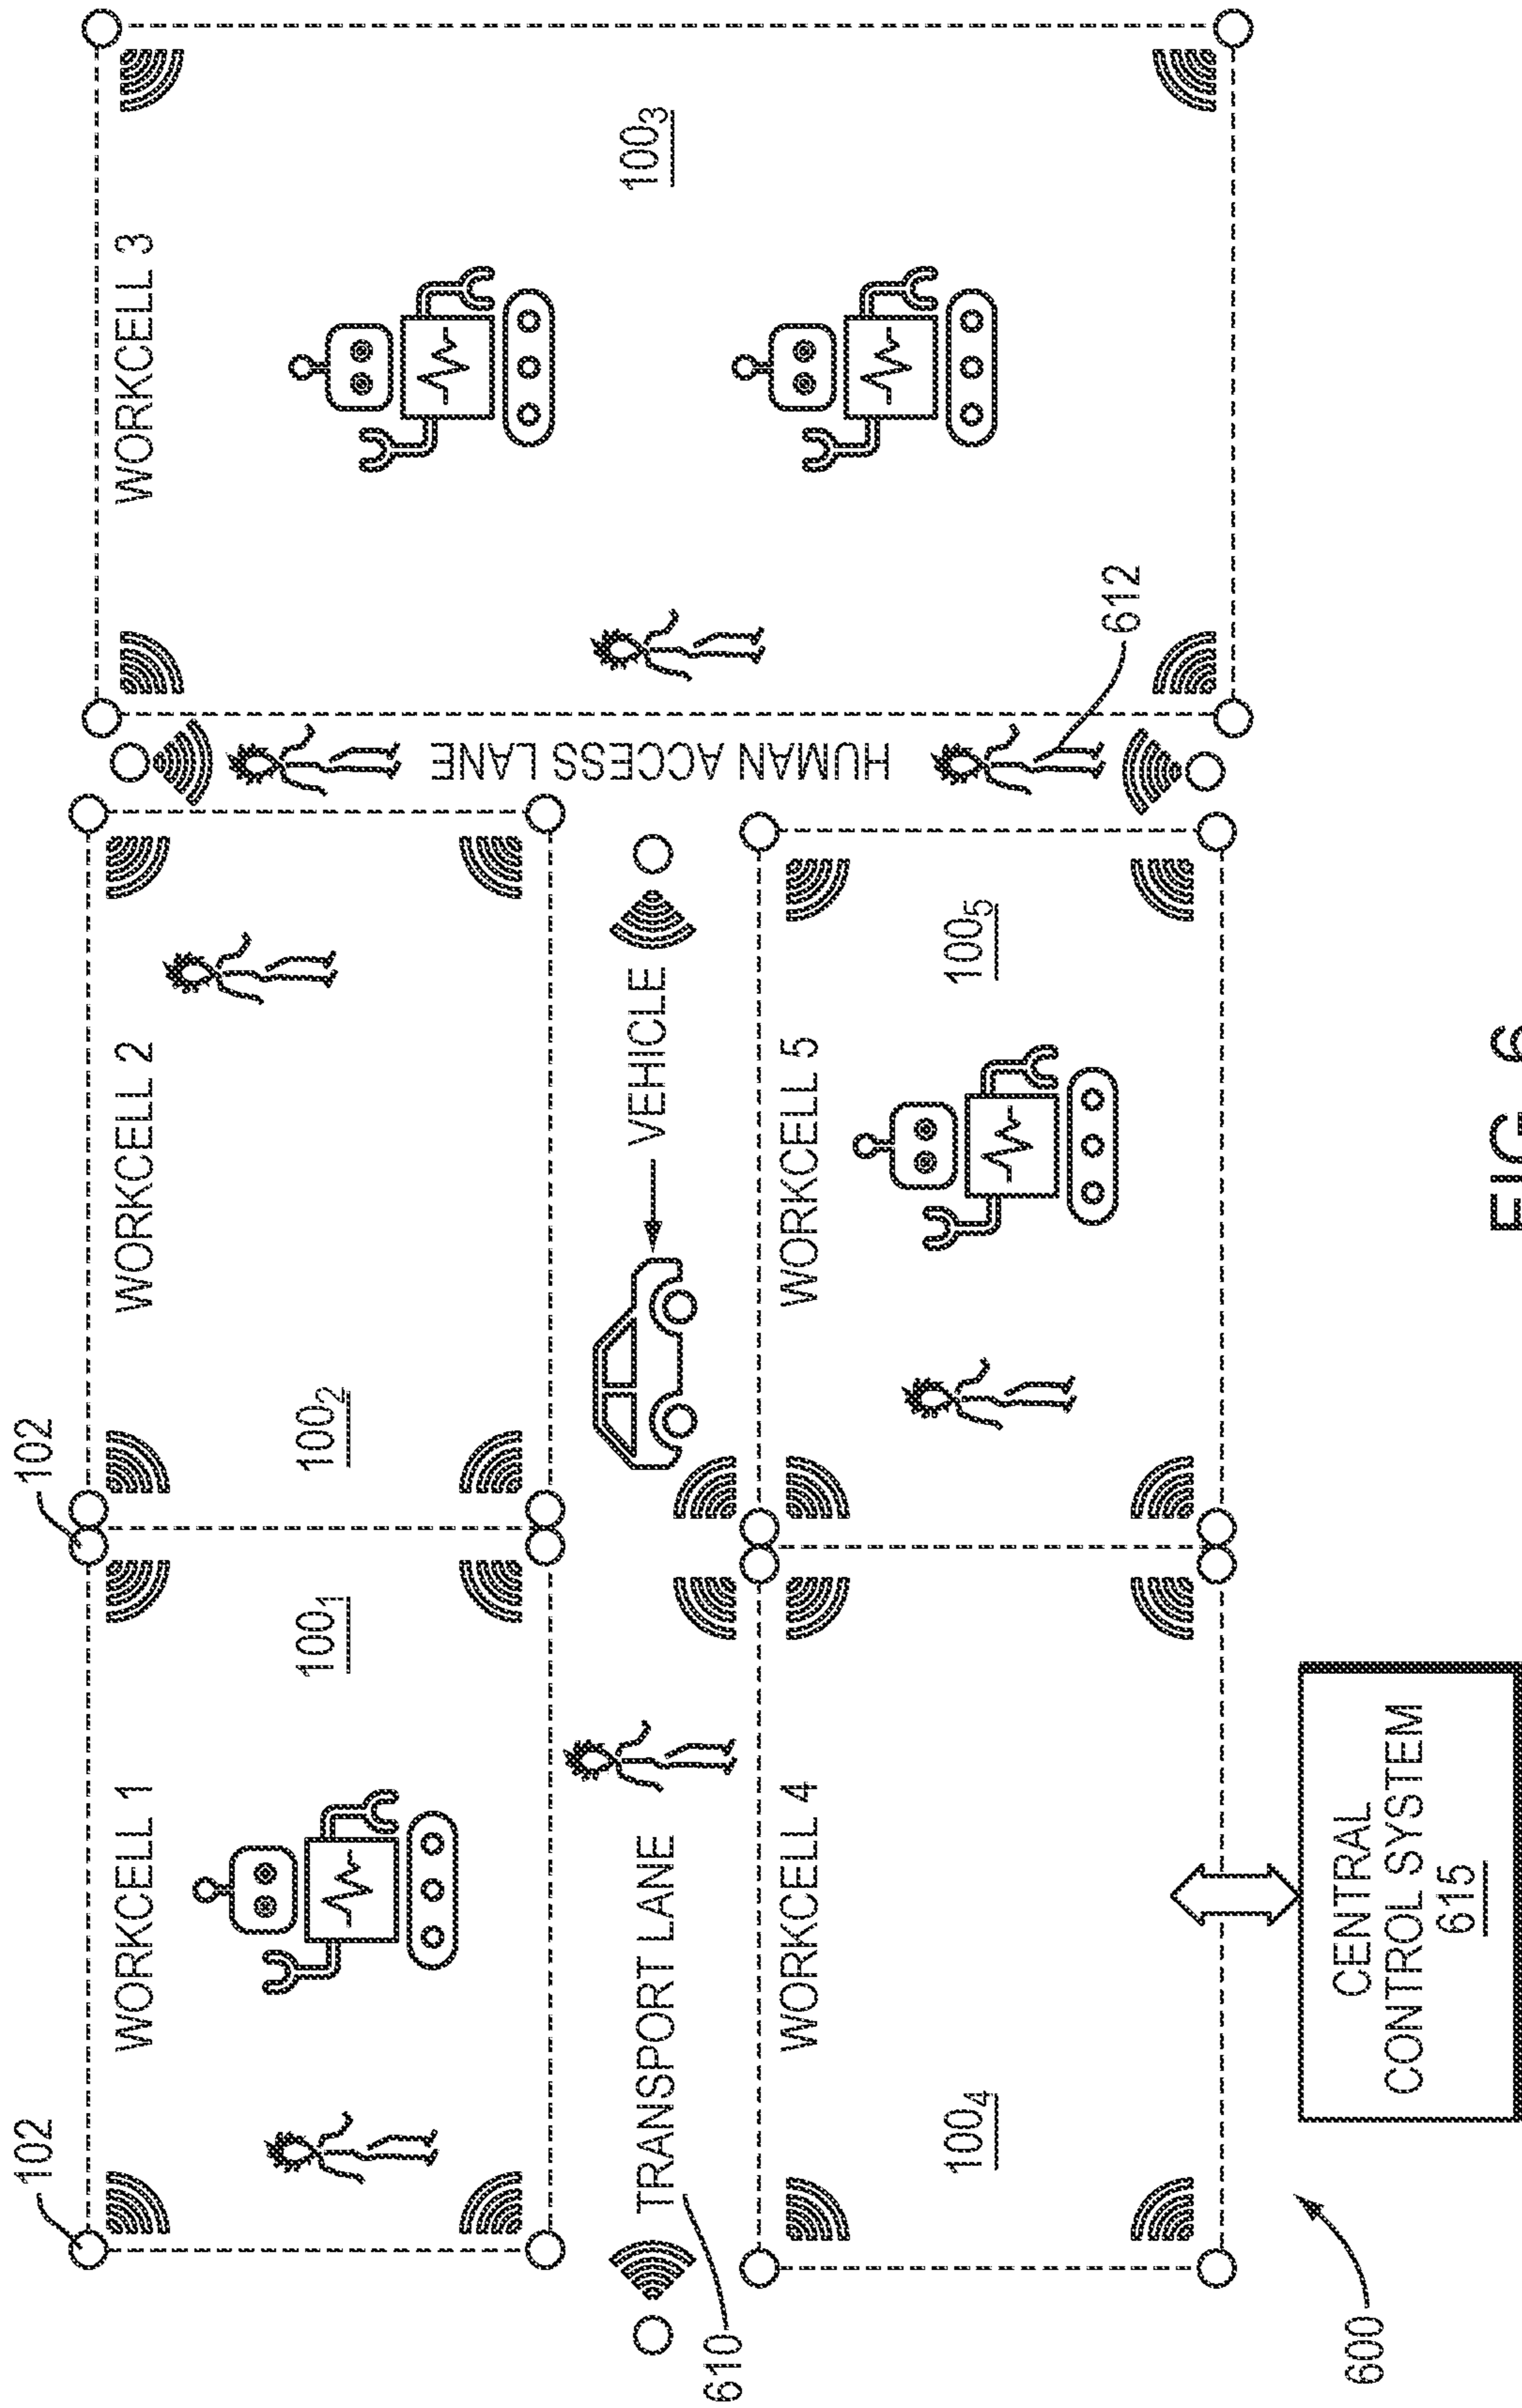 102
102
WORKCELL 1
WORKCELL 2
WORKCELL 3
100₁
100₂
100₃
HUMAN ACCESS LANE
610
TRANSPORT LANE
VEHICLE
WORKCELL 4
WORKCELL 5
100₄
100₅
612
600
CENTRAL
CONTROL SYSTEM
615
FIG. 6